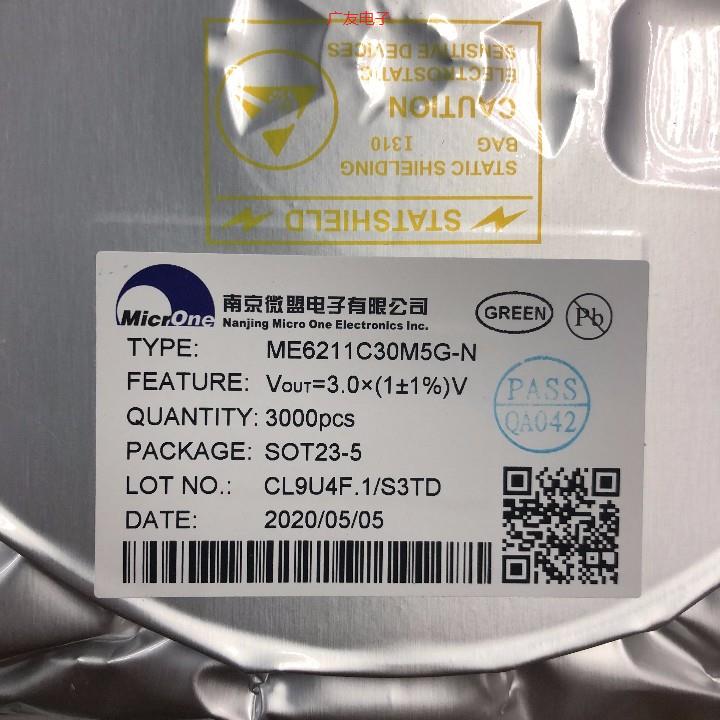 广友电子
SENSITIVE DEVICES
ELECTROSTATIC
CAUTION
BAG 1310
STATIC SHIELDING
STATSHIELD
MicrOne
南京微盟电子有限公司
Nanjing Micro One Electronics Inc.
GREEN
Pb
TYPE: ME6211C30M5G-N
FEATURE: VOUT=3.0×(1±1%)V
QUANTITY: 3000pcs
PACKAGE: SOT23-5
LOT NO.: CL9U4F.1/S3TD
DATE: 2020/05/05
PASS
QA042